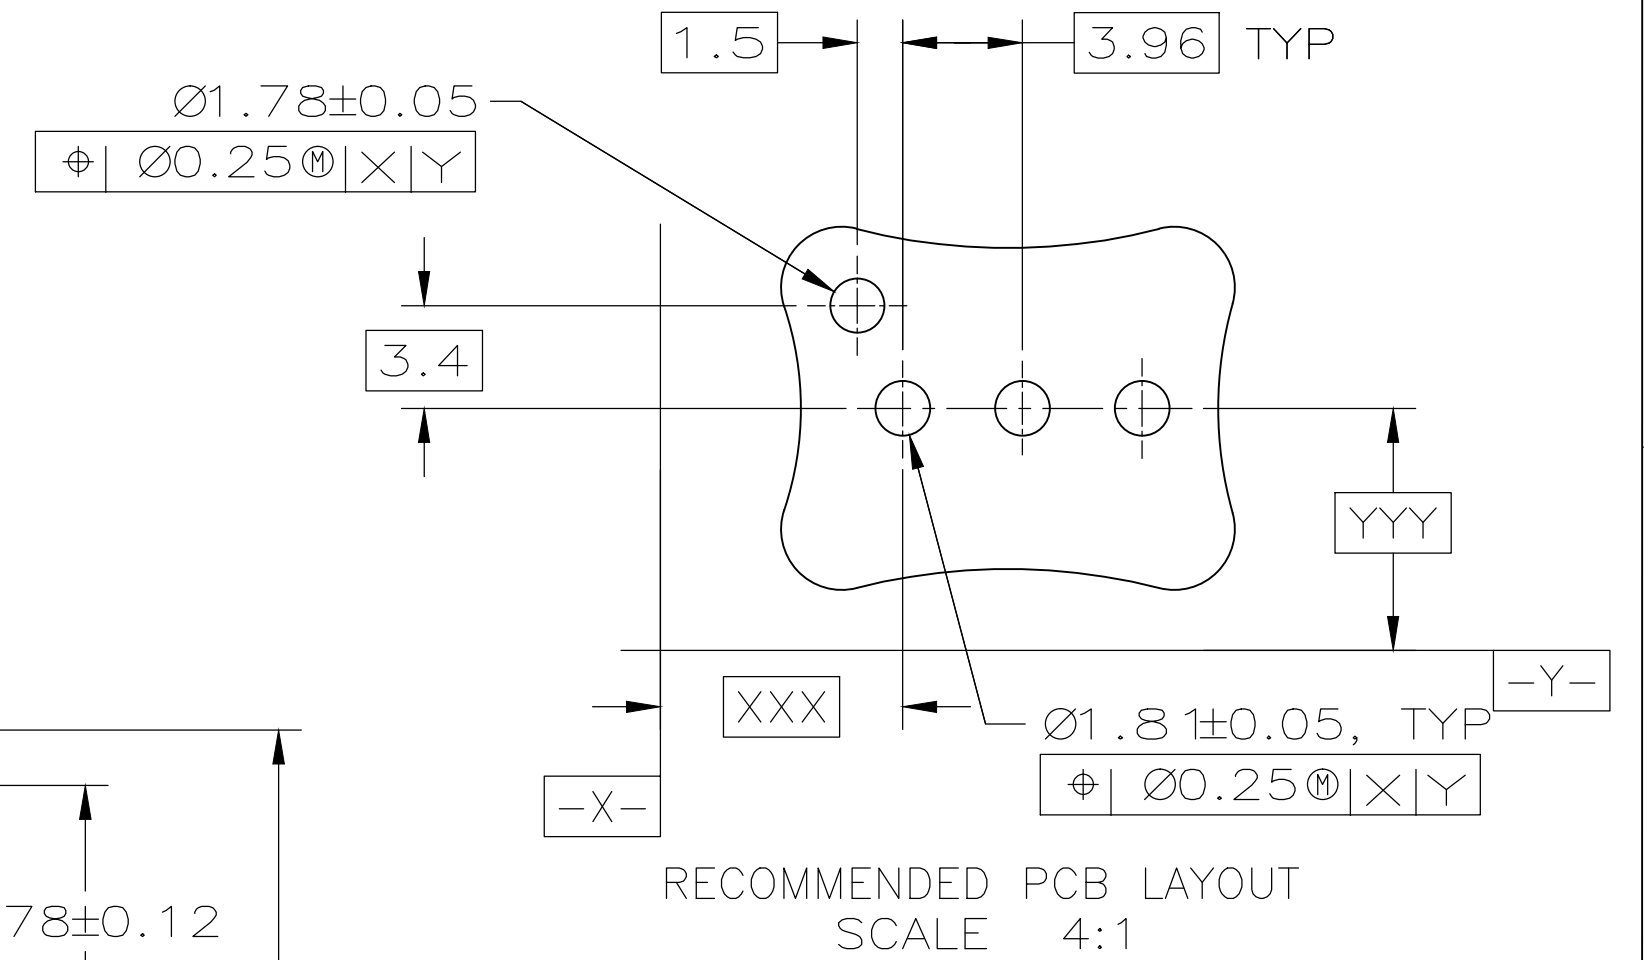 1.5
3.96 TYP
Ø1.78±0.05
⌖ Ø0.25Ⓜ X Y
3.4
YYY
-Y-
XXX
Ø1.81±0.05, TYP
⌖ Ø0.25Ⓜ X Y
-X-
RECOMMENDED PCB LAYOUT
SCALE 4:1
78±0.12